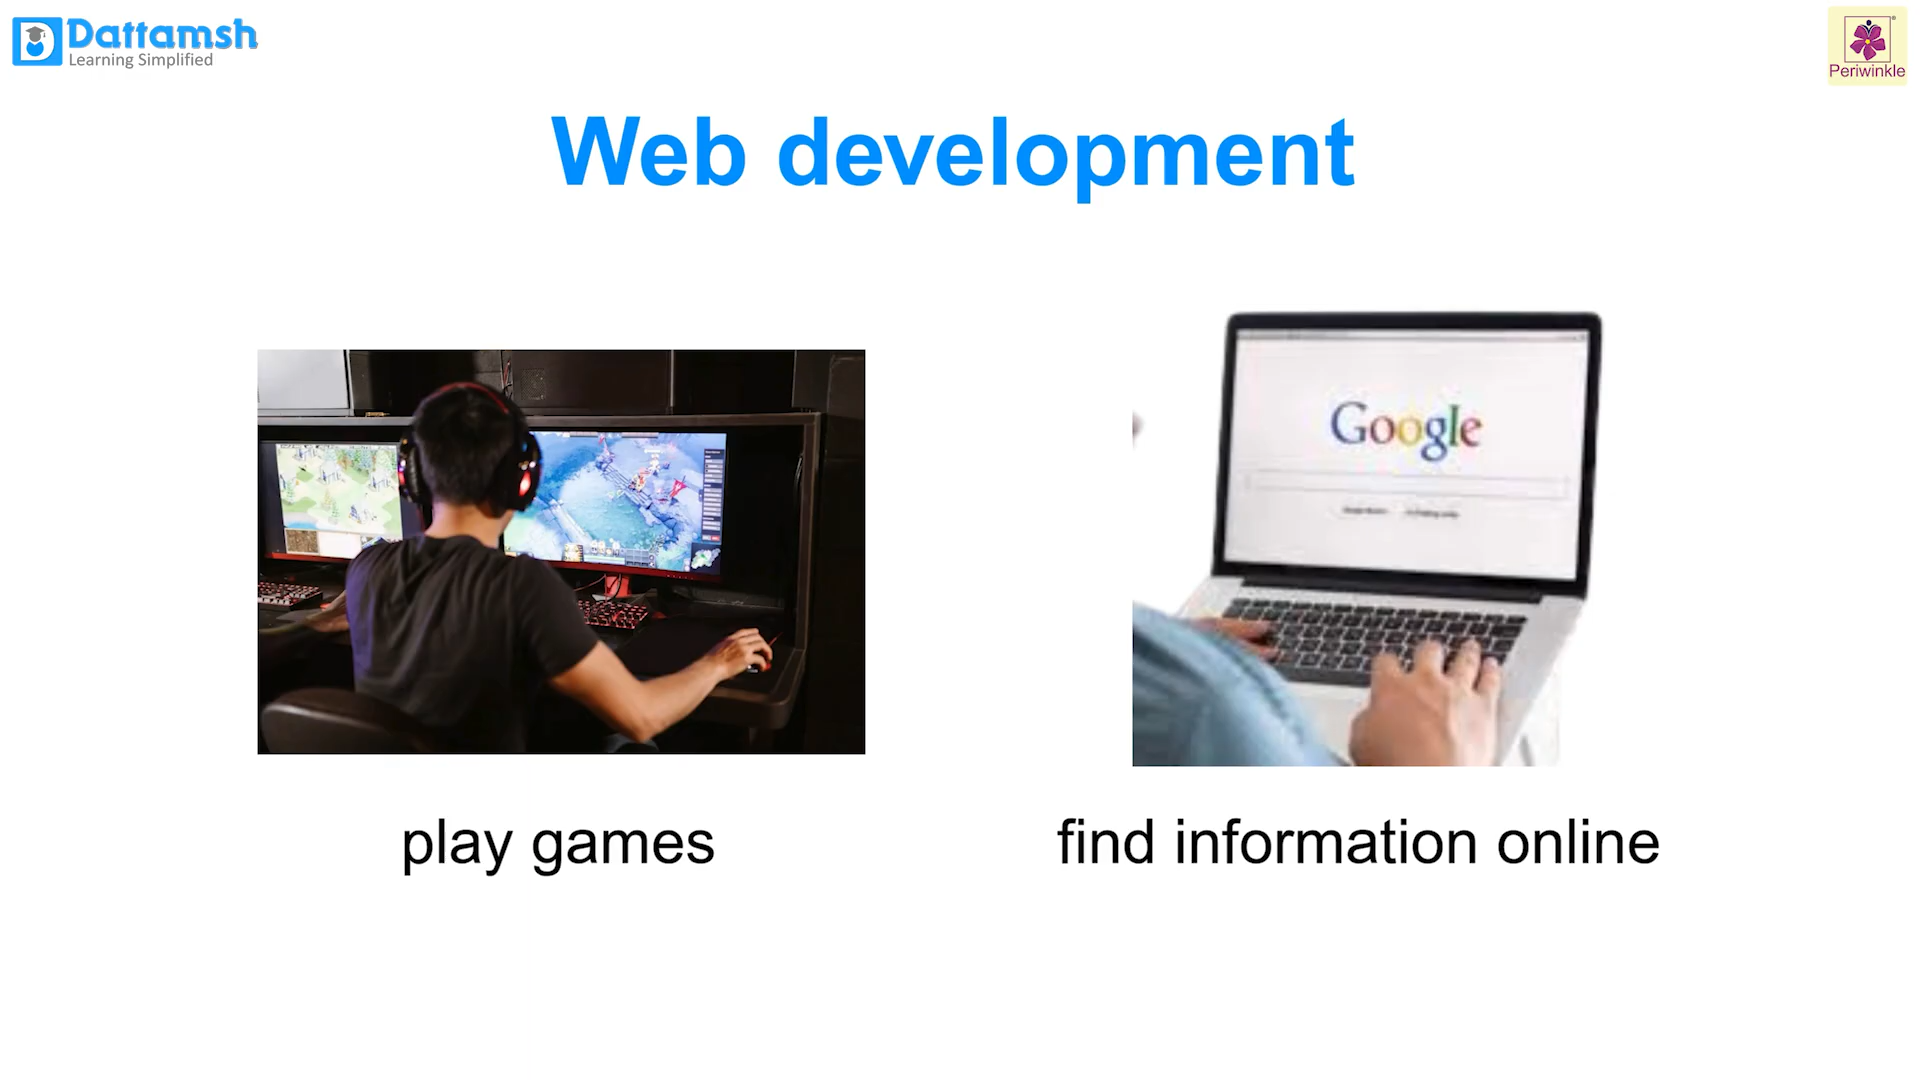 Dattamsh
Learning Simplified
Periwinkle
Web development
Google
play games
find information online